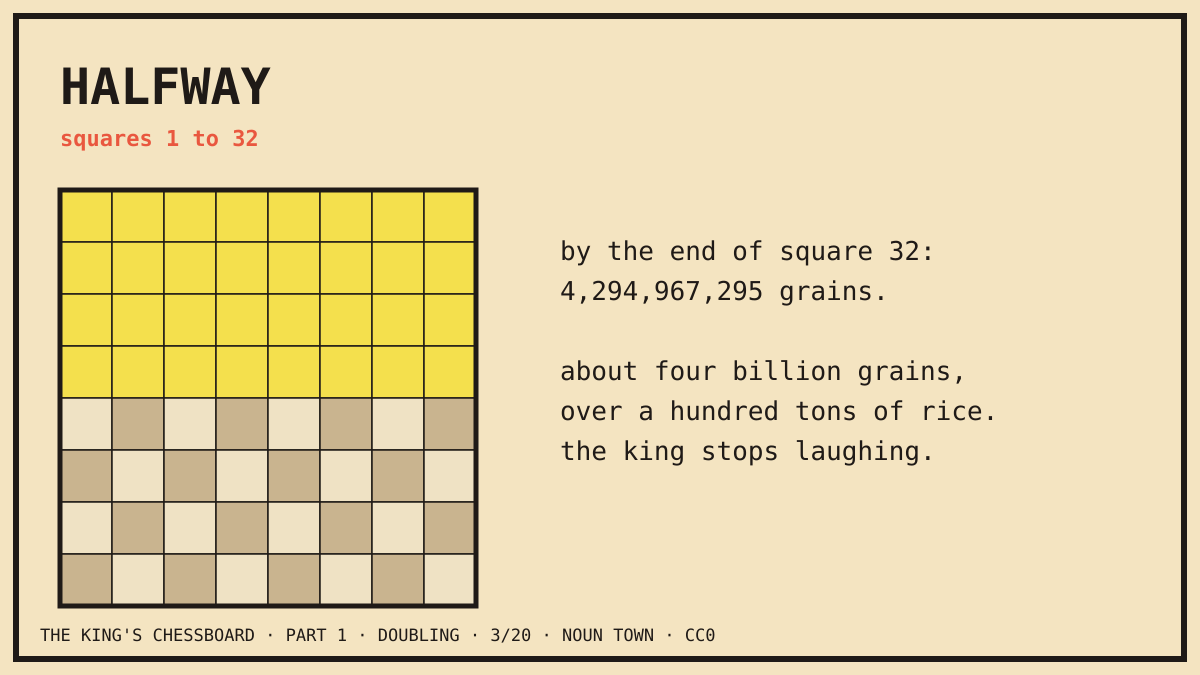 HALFWAY
squares 1 to 32
by the end of square 32:
4,294,967,295 grains.
about four billion grains,
over a hundred tons of rice.
the king stops laughing.
THE KING'S CHESSBOARD · PART 1 · DOUBLING · 3/20 · NOUN TOWN · CC0